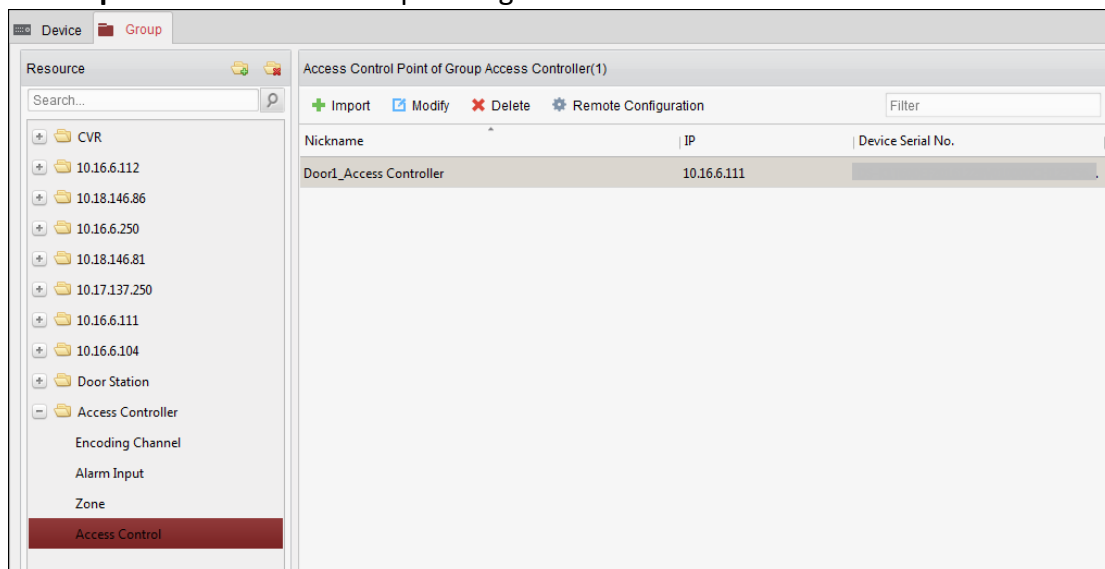 Device Group
Resource
Search...
CVR
10.16.6.112
10.18.146.86
10.16.6.250
10.18.146.81
10.17.137.250
10.16.6.111
10.16.6.104
Door Station
Access Controller
Encoding Channel
Alarm Input
Zone
Access Control
Access Control Point of Group Access Controller(1)
Import Modify Delete Remote Configuration Filter
Nickname IP Device Serial No.
Door1_Access Controller 10.16.6.111